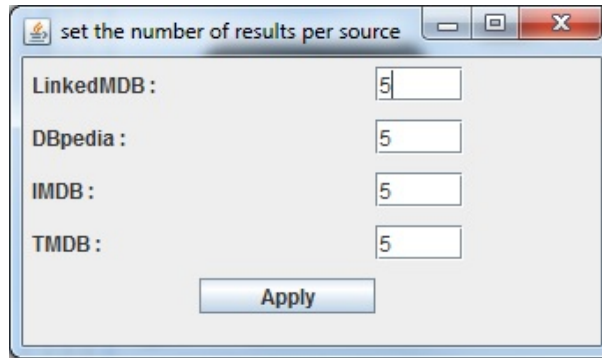 set the number of results per source
LinkedMDB : 5
DBpedia : 5
IMDB : 5
TMDB : 5
Apply